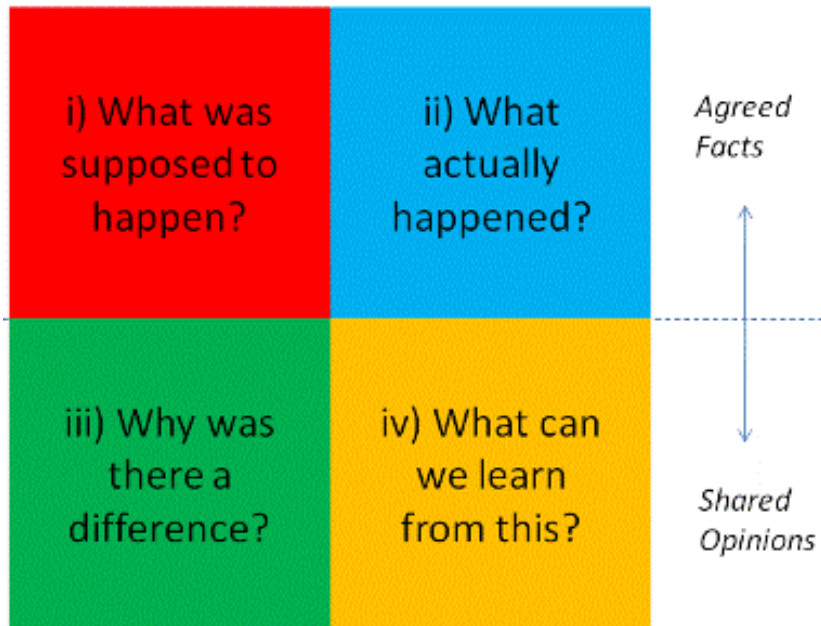 i) What was
supposed to
happen?
ii) What
actually
happened?
Agreed
Facts
iii) Why was
there a
difference?
iv) What can
we learn
from this?
Shared
Opinions